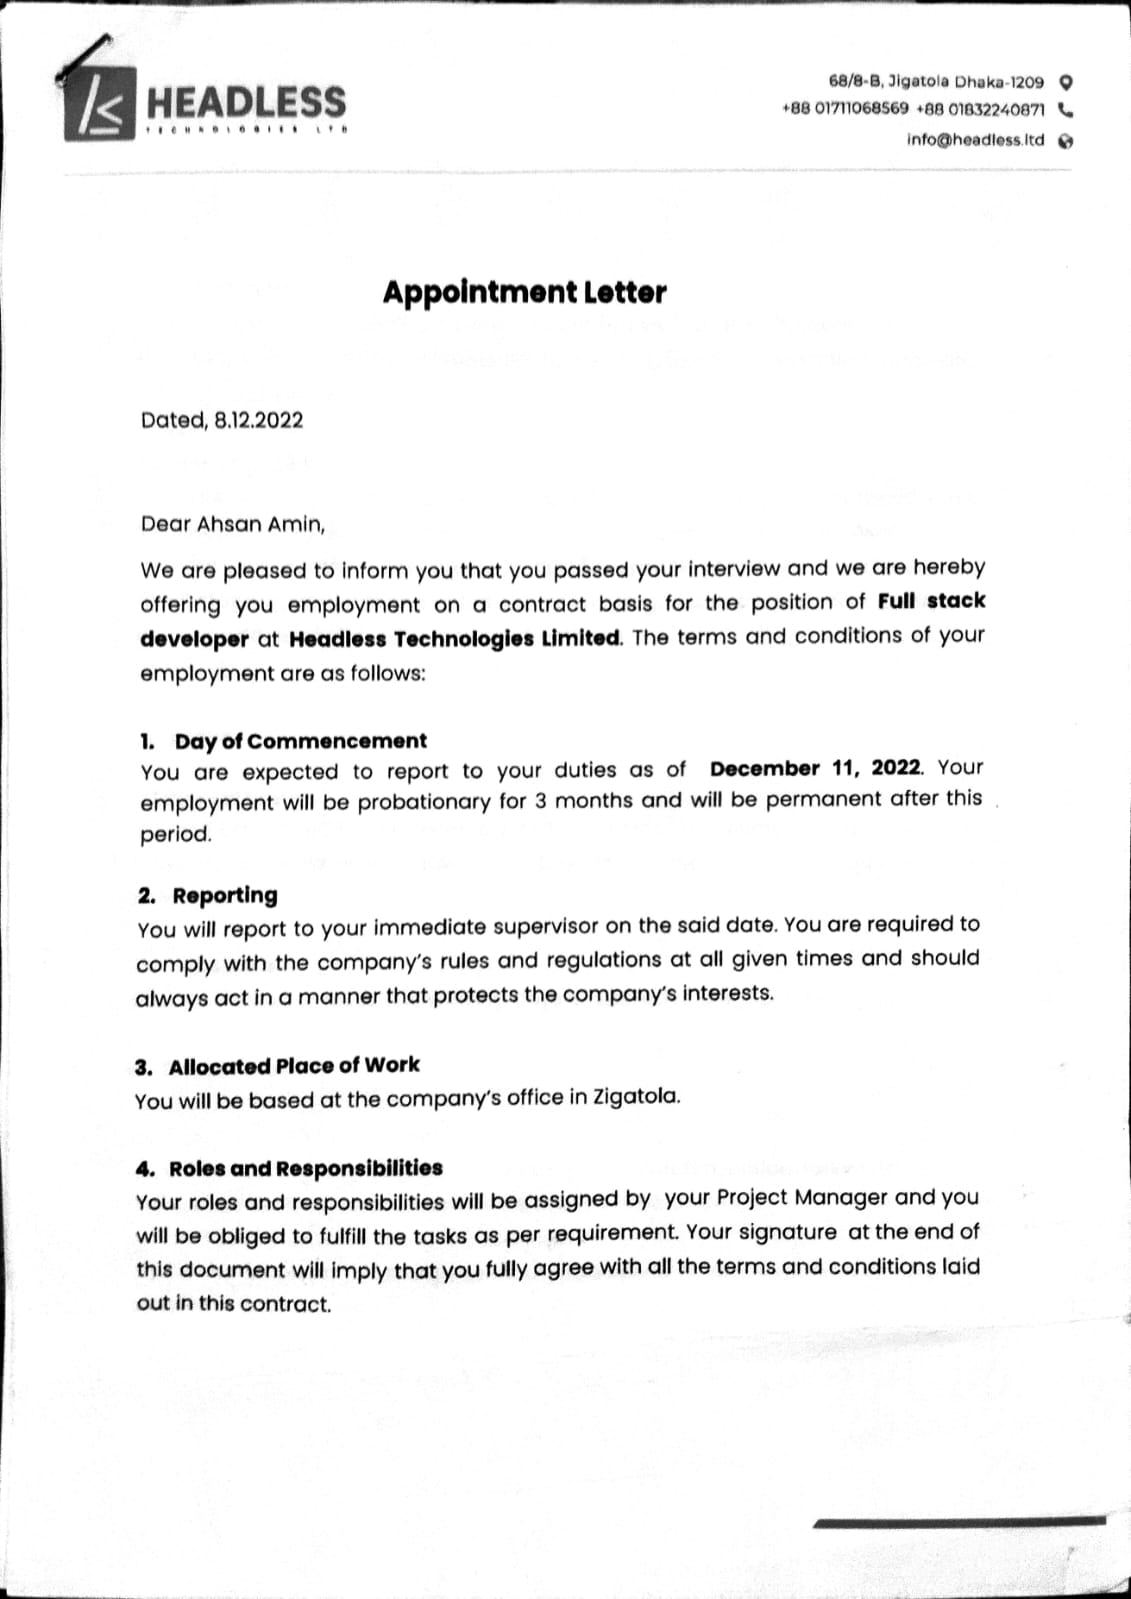 HEADLESS
TECHNOLOGIES LTD
68/8-B, Jigatola Dhaka-1209
+88 01711068569 +88 01832240871
info@headless.ltd
Appointment Letter
Dated, 8.12.2022
Dear Ahsan Amin,
We are pleased to inform you that you passed your interview and we are hereby
offering you employment on a contract basis for the position of Full stack
developer at Headless Technologies Limited. The terms and conditions of your
employment are as follows:
1. Day of Commencement
You are expected to report to your duties as of December 11, 2022. Your
employment will be probationary for 3 months and will be permanent after this
period.
2. Reporting
You will report to your immediate supervisor on the said date. You are required to
comply with the company's rules and regulations at all given times and should
always act in a manner that protects the company's interests.
3. Allocated Place of Work
You will be based at the company's office in Zigatola.
4. Roles and Responsibilities
Your roles and responsibilities will be assigned by your Project Manager and you
will be obliged to fulfill the tasks as per requirement. Your signature at the end of
this document will imply that you fully agree with all the terms and conditions laid
out in this contract.